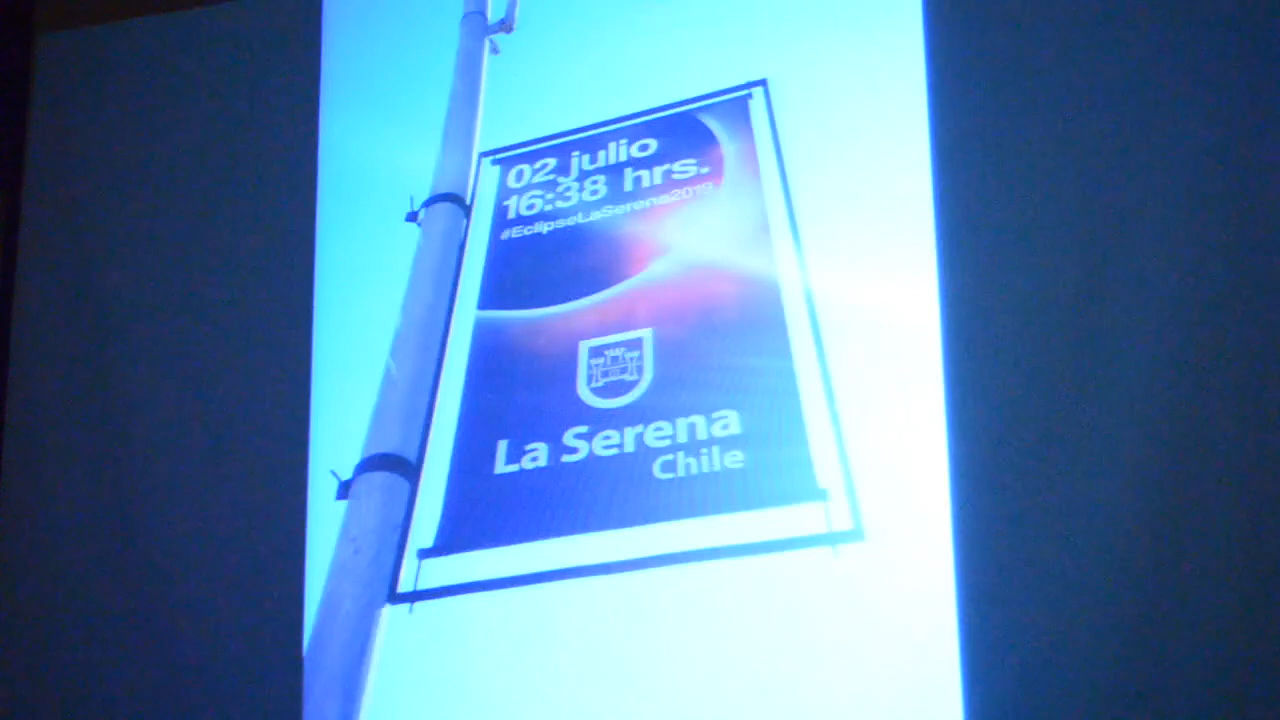 02 julio
16:38 hrs.
#EclipseLaSerena2019
La Serena
Chile